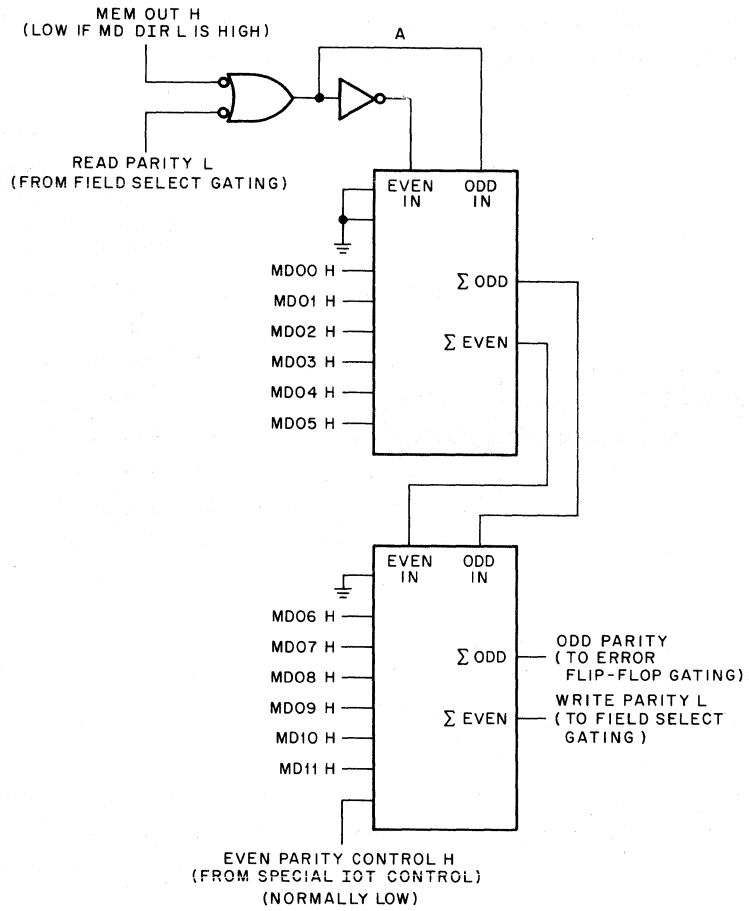 MEM OUT H
(LOW IF MD DIR L IS HIGH)
A
READ PARITY L
(FROM FIELD SELECT GATING)
EVEN IN
ODD IN
MD00 H
MD01 H
MD02 H
MD03 H
MD04 H
MD05 H
∑ ODD
∑ EVEN
EVEN IN
ODD IN
MD06 H
MD07 H
MD08 H
MD09 H
MD10 H
MD11 H
∑ ODD
∑ EVEN
ODD PARITY
(TO ERROR
FLIP-FLOP GATING)
WRITE PARITY L
(TO FIELD SELECT
GATING)
EVEN PARITY CONTROL H
(FROM SPECIAL IOT CONTROL)
(NORMALLY LOW)